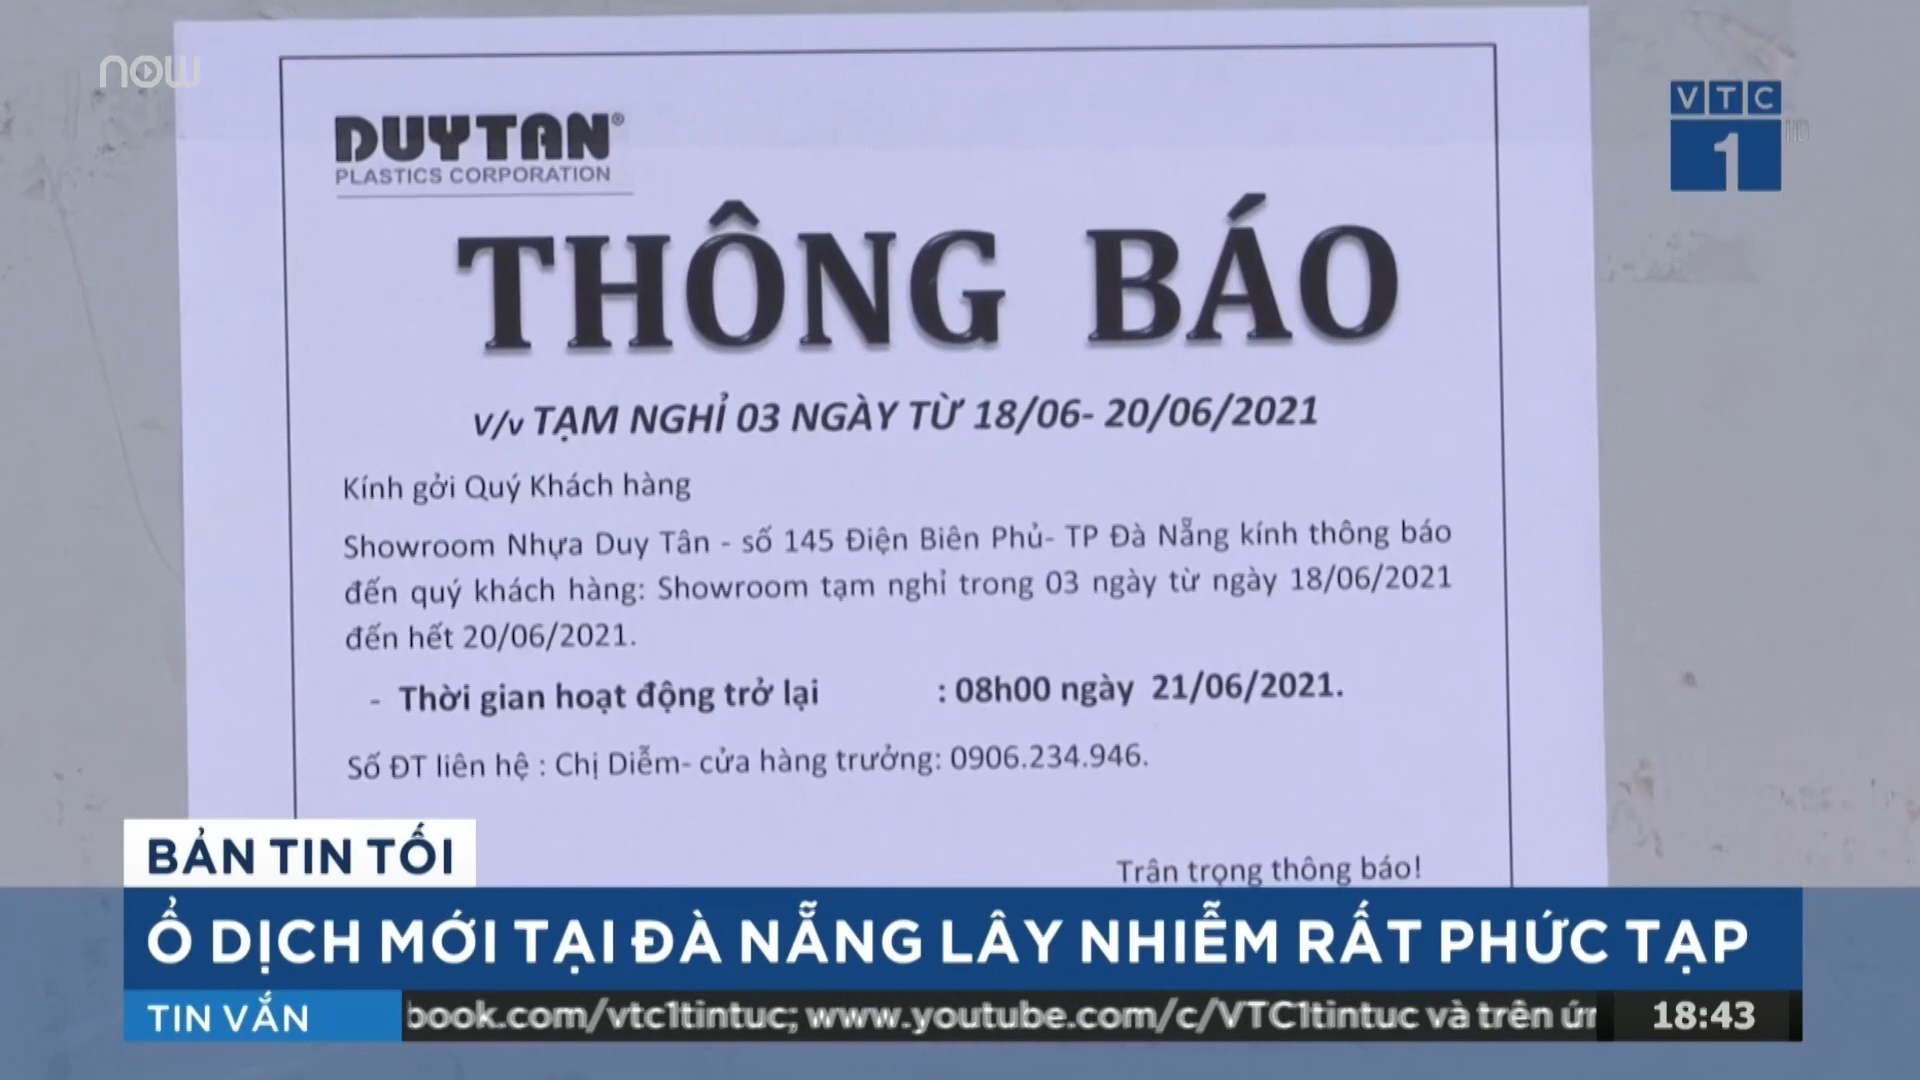 now
VTC
1
HD
DUYTAN®
PLASTICS CORPORATION
THÔNG BÁO
V/v TẠM NGHỈ 03 NGÀY TỪ 18/06- 20/06/2021
Kính gởi Quý Khách hàng
Showroom Nhựa Duy Tân - số 145 Điện Biên Phủ- TP Đà Nẵng kính thông báo
đến quý khách hàng: Showroom tạm nghỉ trong 03 ngày từ ngày 18/06/2021
đến hết 20/06/2021.
- Thời gian hoạt động trở lại : 08h00 ngày 21/06/2021.
Số ĐT liên hệ : Chị Diễm- cửa hàng trưởng: 0906.234.946.
Trân trọng thông báo!
BẢN TIN TỐI
Ổ DỊCH MỚI TẠI ĐÀ NẴNG LÂY NHIỄM RẤT PHỨC TẠP
TIN VẮN book.com/vtc1tintuc; www.youtube.com/c/VTC1tintuc và trên 18:43